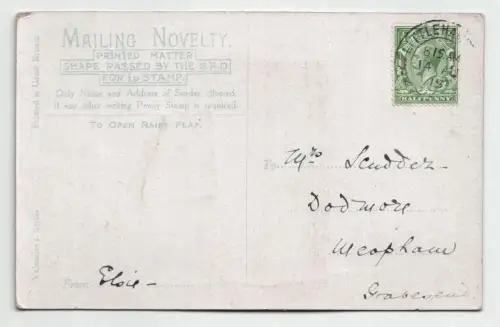 MAILING NOVELTY.
PRINTED MATTER
SHAPE PASSED BY THE G.P.O.
FOR ½d STAMP.
Only Name and Address of Sender allowed.
If any other writing Penny Stamp is required.
TO OPEN RAISE FLAP.
HALFPENNY
LITTLEHA
To
Mrs Scudder
Dodmore
Meopham
Gravesend
From Elsie